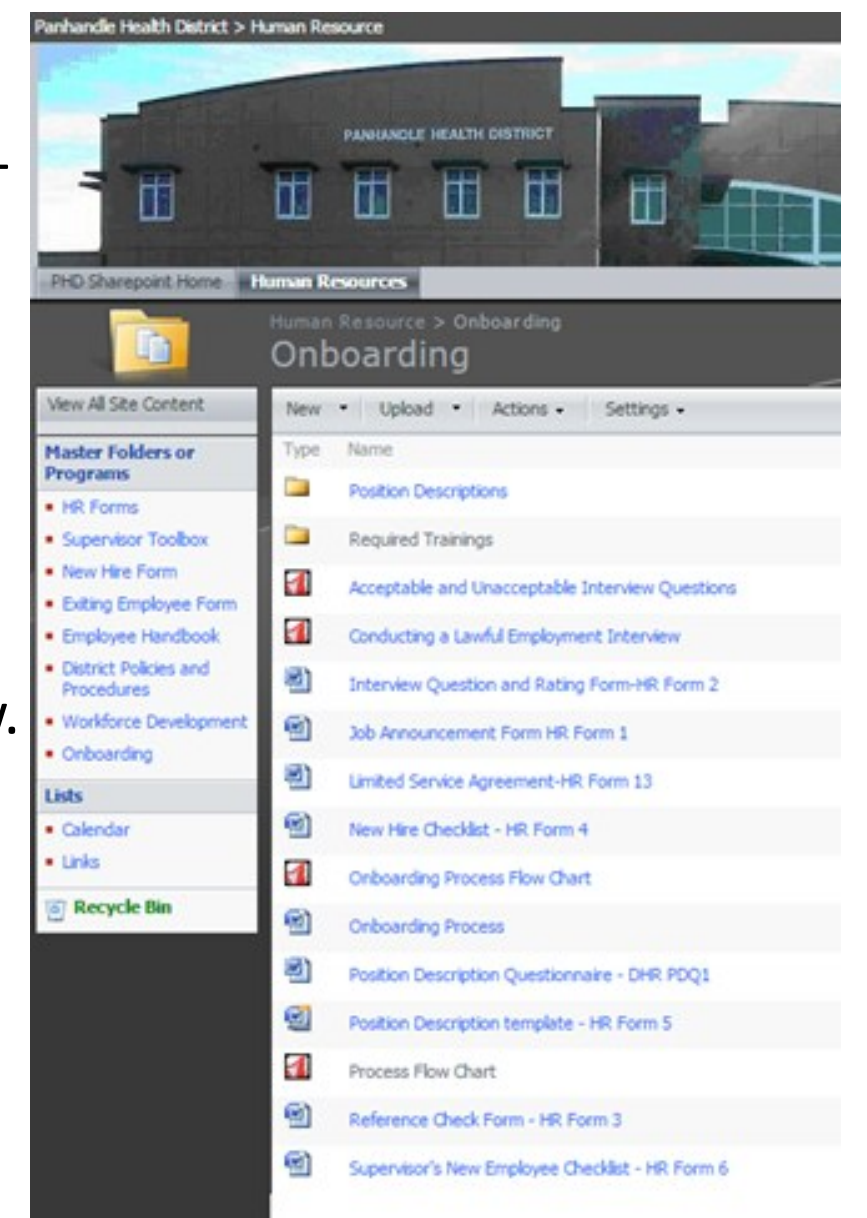 Panhandle Health District > Human Resource
PANHANDLE HEALTH DISTRICT
PHD Sharepoint Home Human Resources
Human Resource > Onboarding
Onboarding
View All Site Content
Master Folders or
Programs
HR Forms
Supervisor Toolbox
New Hire Form
Exiting Employee Form
Employee Handbook
District Policies and
Procedures
Workforce Development
Onboarding
Lists
Calendar
Links
Recycle Bin
New Upload Actions Settings
Type Name
Position Descriptions
Required Trainings
Acceptable and Unacceptable Interview Questions
Conducting a Lawful Employment Interview
Interview Question and Rating Form-HR Form 2
Job Announcement Form HR Form 1
Limited Service Agreement-HR Form 13
New Hire Checklist - HR Form 4
Onboarding Process Flow Chart
Onboarding Process
Position Description Questionnaire - DHR PDQ1
Position Description template - HR Form 5
Process Flow Chart
Reference Check Form - HR Form 3
Supervisor's New Employee Checklist - HR Form 6